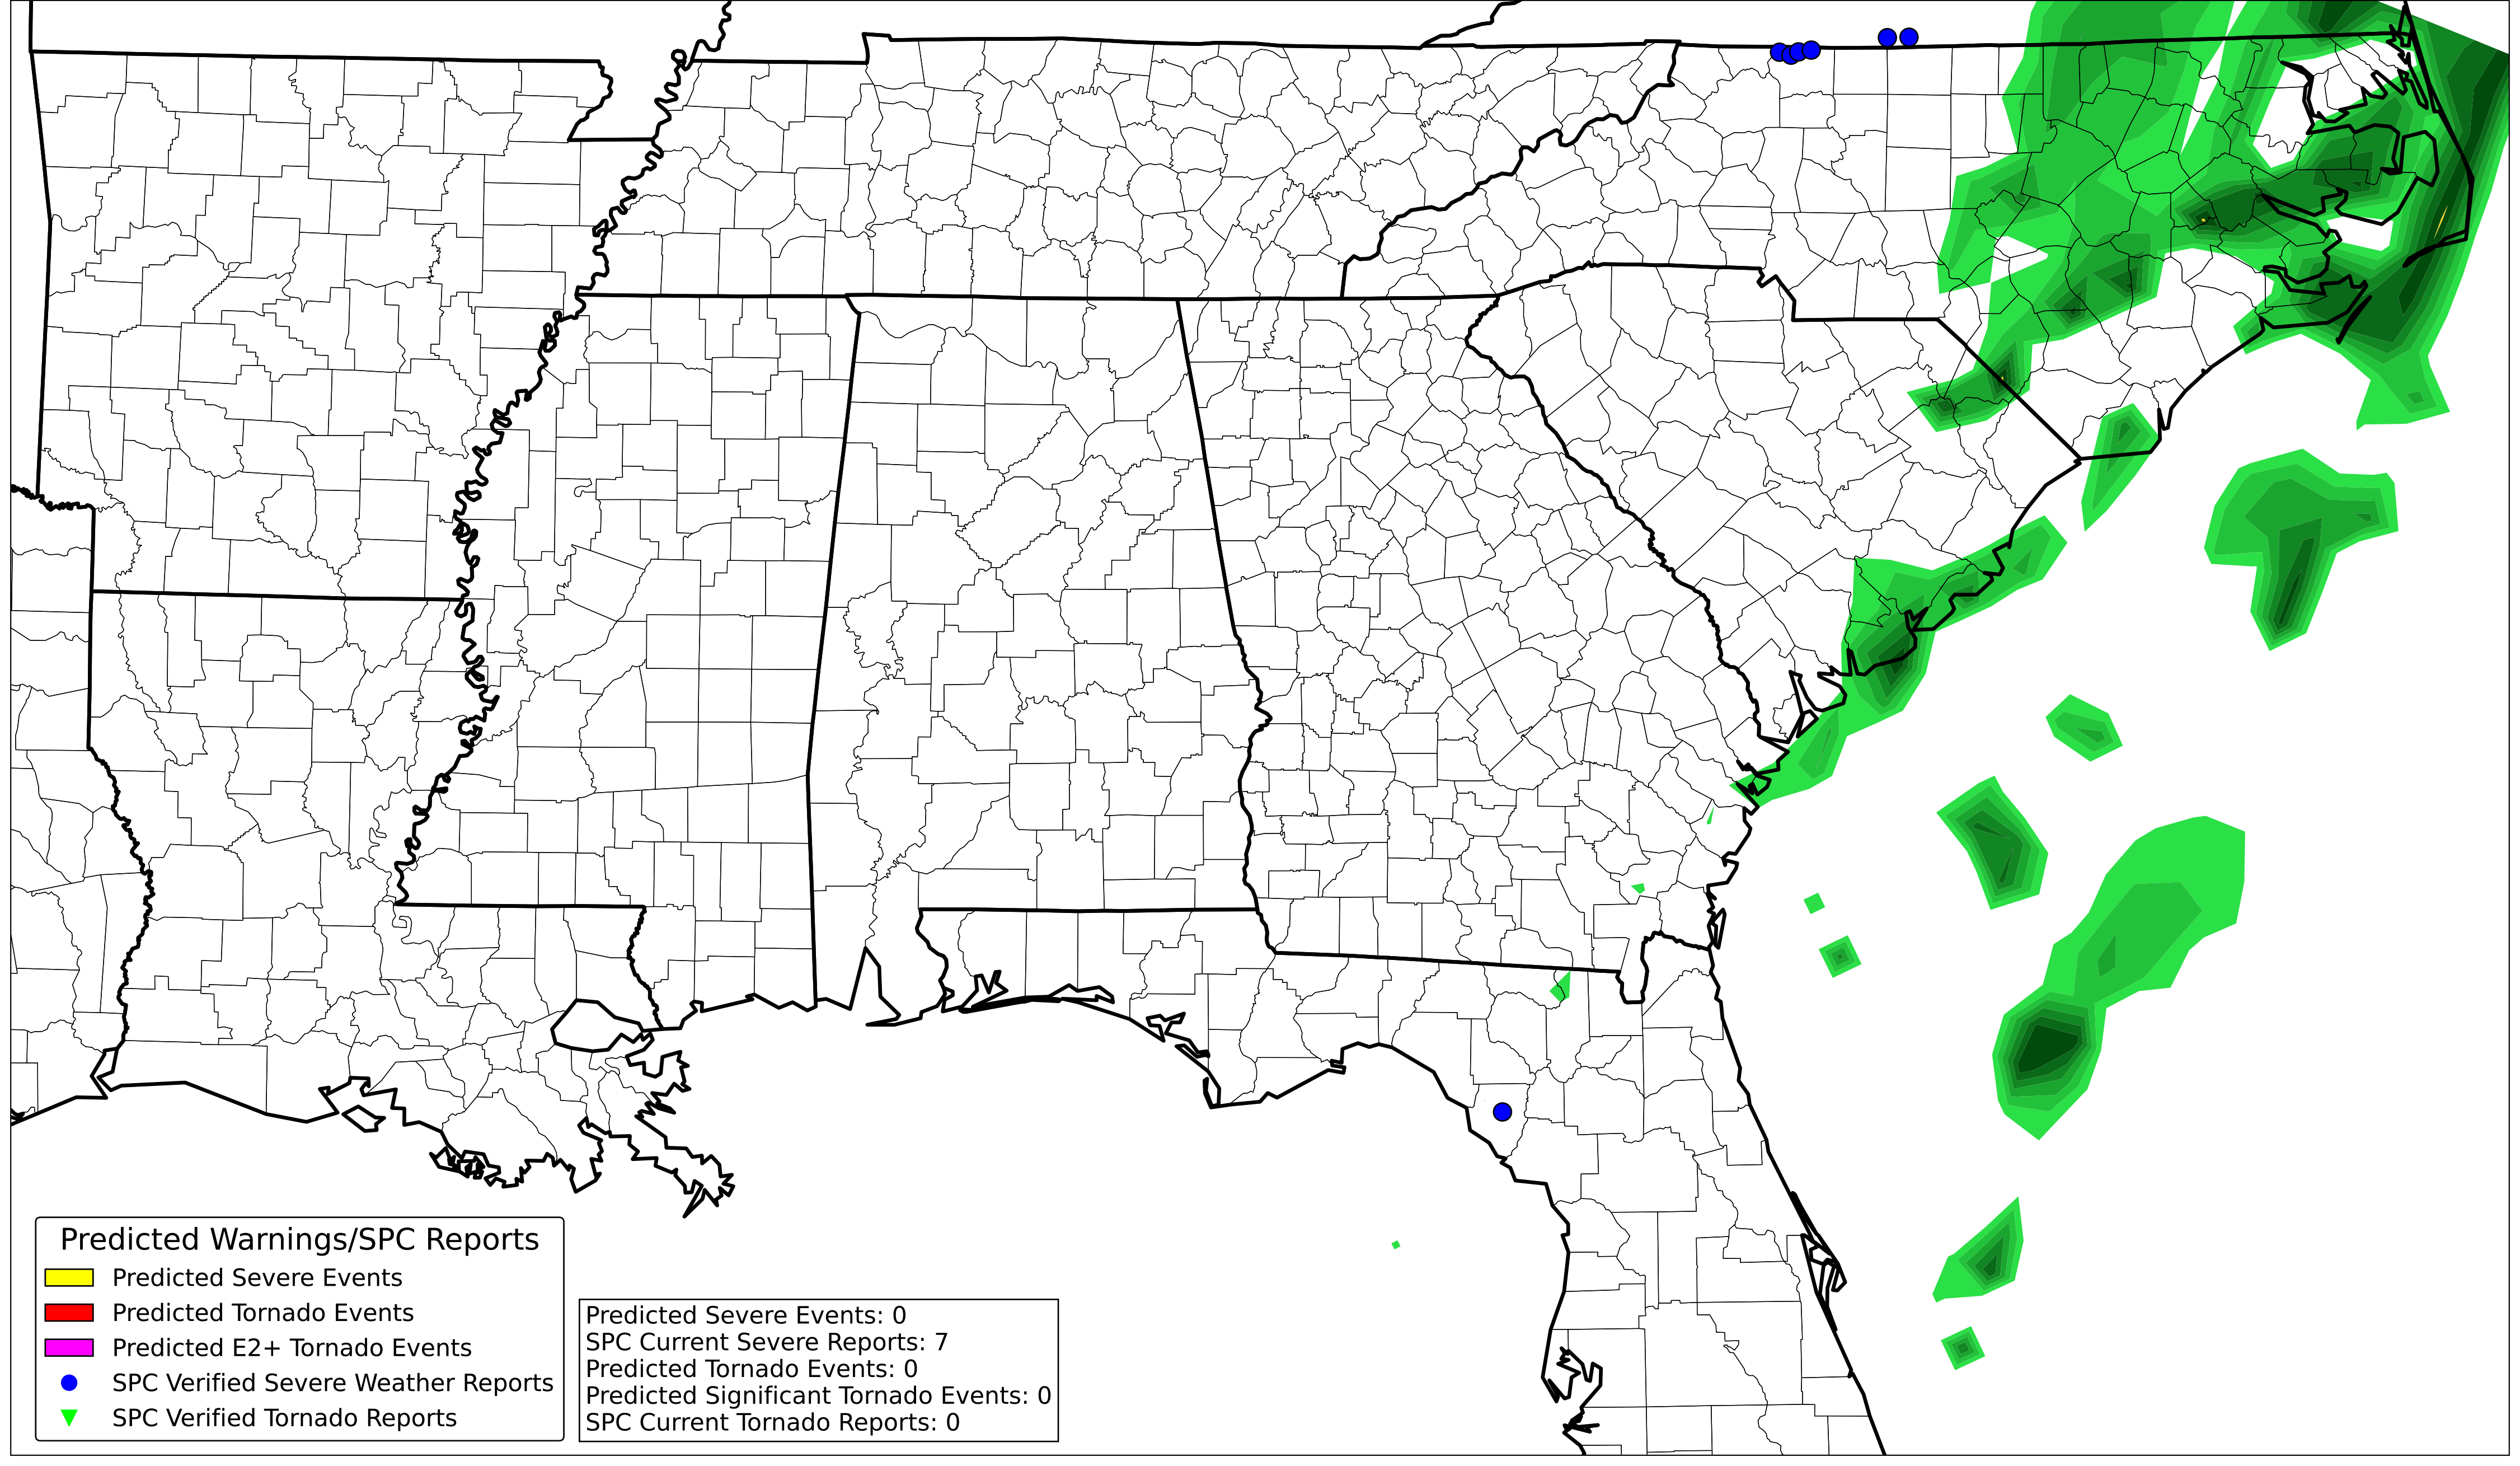 Predicted Warnings/SPC Reports
Predicted Severe Events
Predicted Tornado Events
Predicted E2+ Tornado Events
SPC Verified Severe Weather Reports
SPC Verified Tornado Reports
Predicted Severe Events: 0
SPC Current Severe Reports: 7
Predicted Tornado Events: 0
Predicted Significant Tornado Events: 0
SPC Current Tornado Reports: 0